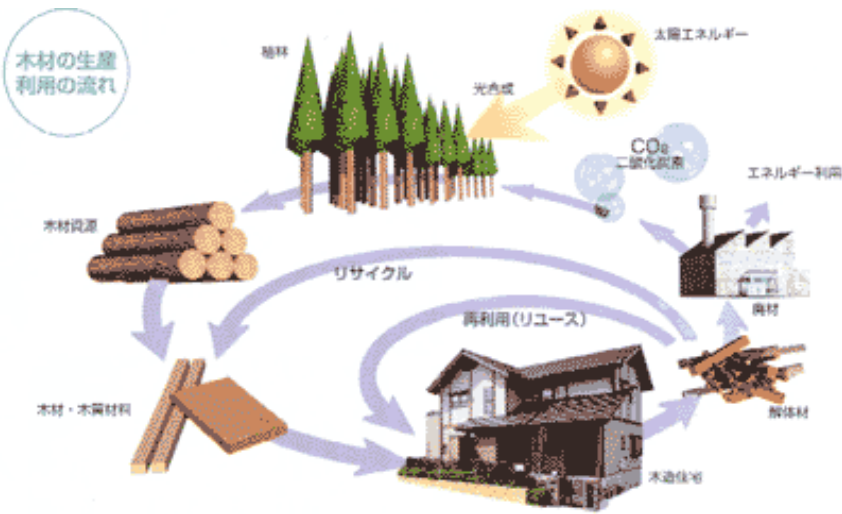 木材の生産
利用の流れ
植林
太陽エネルギー
光合成
CO₂
二酸化炭素
エネルギー利用
木材資源
リサイクル
再利用(リユース)
廃材
木材・木質材料
解体材
木造住宅